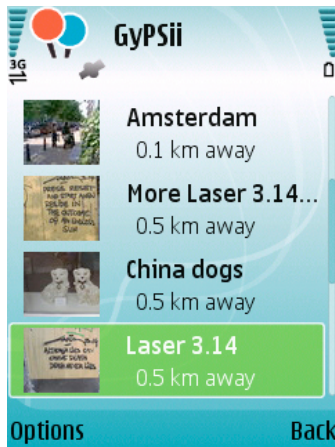 GyPSii
3G
Amsterdam
0.1 km away
More Laser 3.14...
0.5 km away
China dogs
0.5 km away
Laser 3.14
0.5 km away
Options
Back